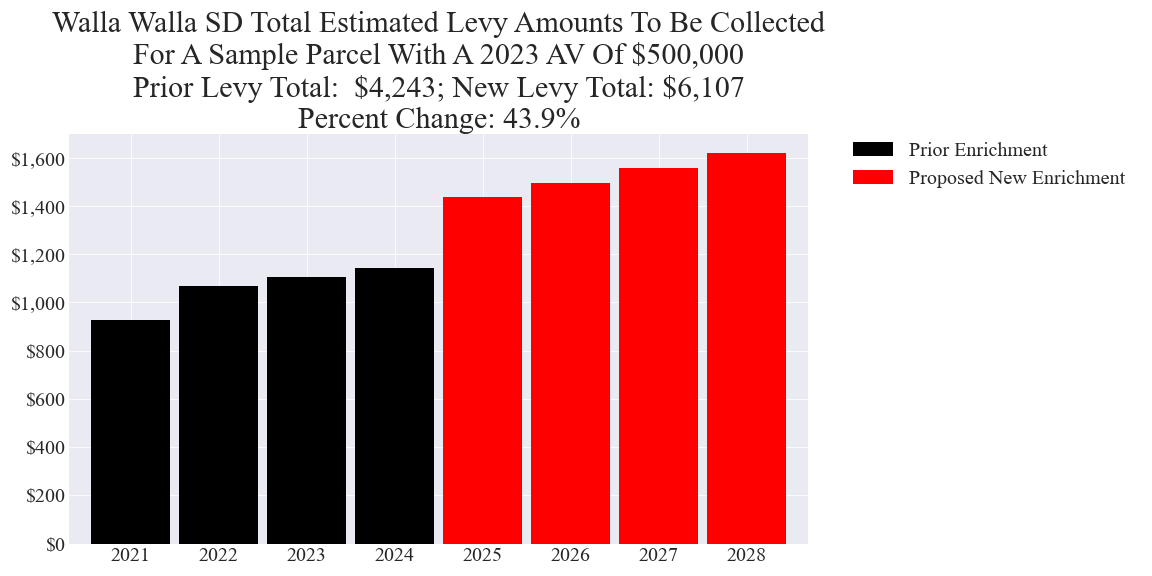 Walla Walla SD Total Estimated Levy Amounts To Be Collected
For A Sample Parcel With A 2023 AV Of $500,000
Prior Levy Total:  $4,243; New Levy Total: $6,107
Percent Change: 43.9%
$1,600
$1,400
$1,200
$1,000
$800
$600
$400
$200
$0
2021 2022 2023 2024 2025 2026 2027 2028
Prior Enrichment
Proposed New Enrichment